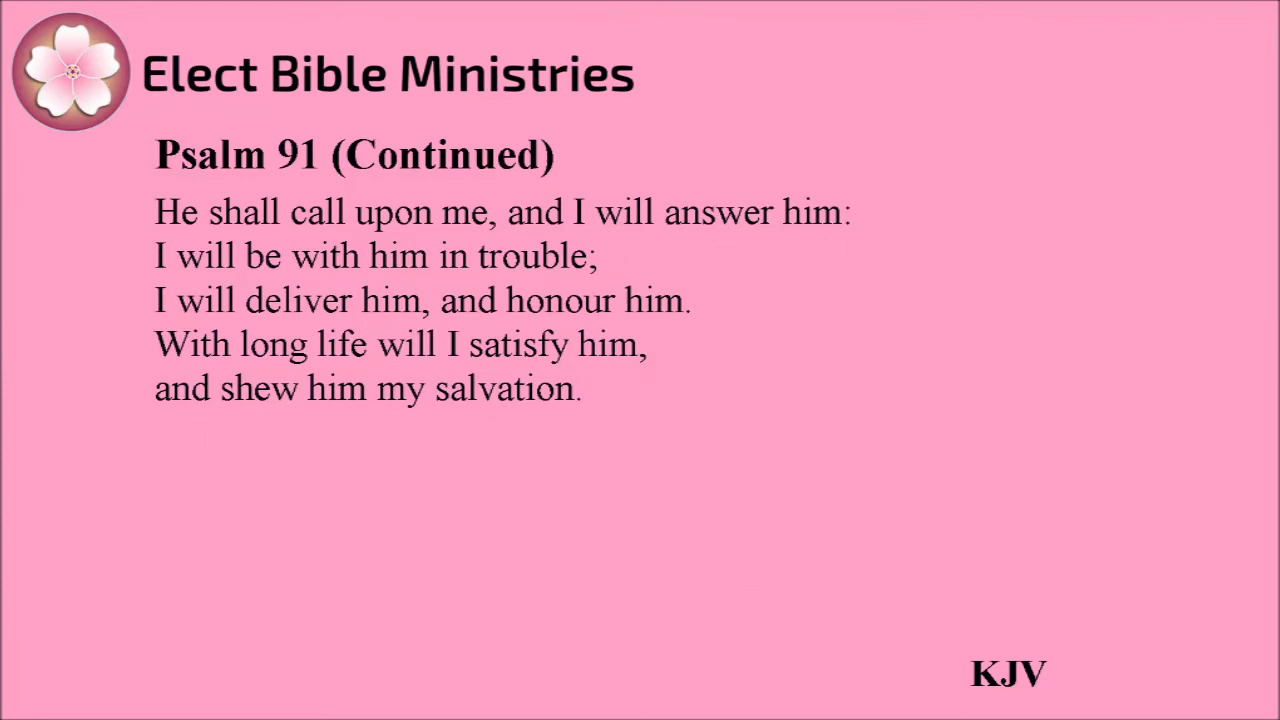 Elect Bible Ministries
Psalm 91 (Continued)
He shall call upon me, and I will answer him:
I will be with him in trouble;
I will deliver him, and honour him.
With long life will I satisfy him,
and shew him my salvation.
KJV